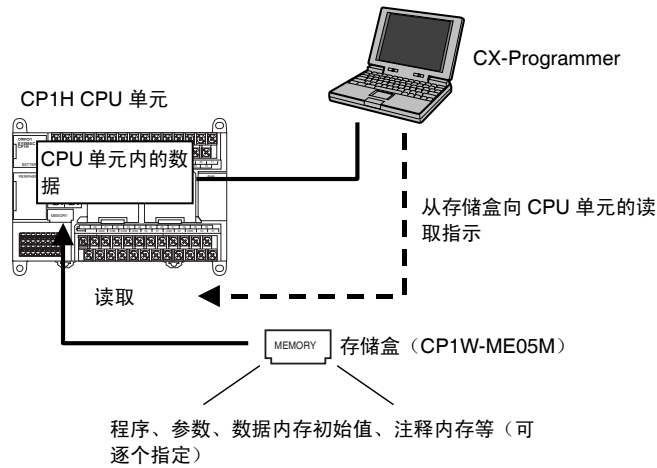 CX-Programmer
CP1H CPU 单元
CPU 单元内的数
据
MEMORY
从存储盒向 CPU 单元的读
取指示
读取
MEMORY
存储盒（CP1W-ME05M）
程序、参数、数据内存初始值、注释内存等（可
逐个指定）